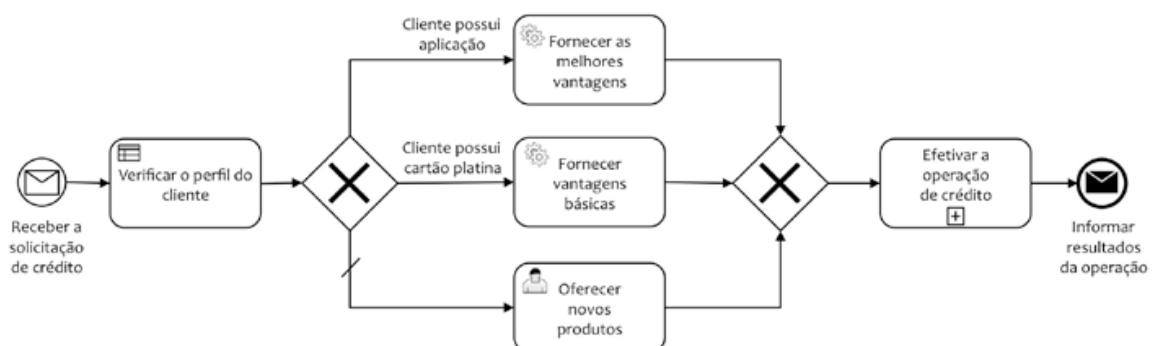 Receber a
solicitação
de crédito
Verificar o perfil do
cliente
Cliente possui
aplicação
Fornecer as
melhores
vantagens
Cliente possui
cartão platina
Fornecer
vantagens
básicas
Oferecer
novos
produtos
Efetivar a
operação
de crédito
Informar
resultados
da operação